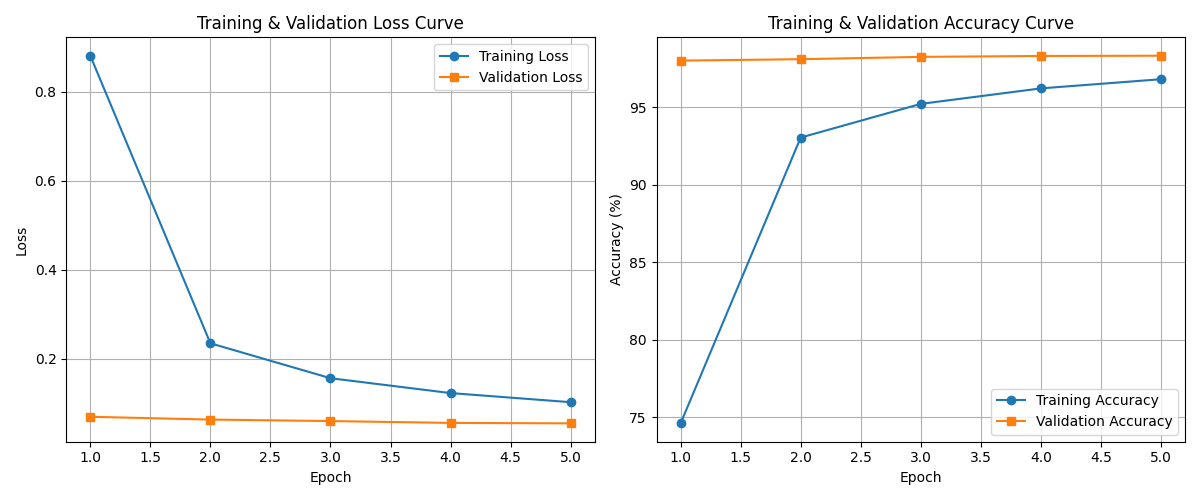 Training & Validation Loss Curve
Training Loss
Validation Loss
0.8
0.6
0.4
0.2
Loss
1.0 1.5 2.0 2.5 3.0 3.5 4.0 4.5 5.0
Epoch
Training & Validation Accuracy Curve
95
90
85
80
75
Accuracy (%)
Training Accuracy
Validation Accuracy
1.0 1.5 2.0 2.5 3.0 3.5 4.0 4.5 5.0
Epoch